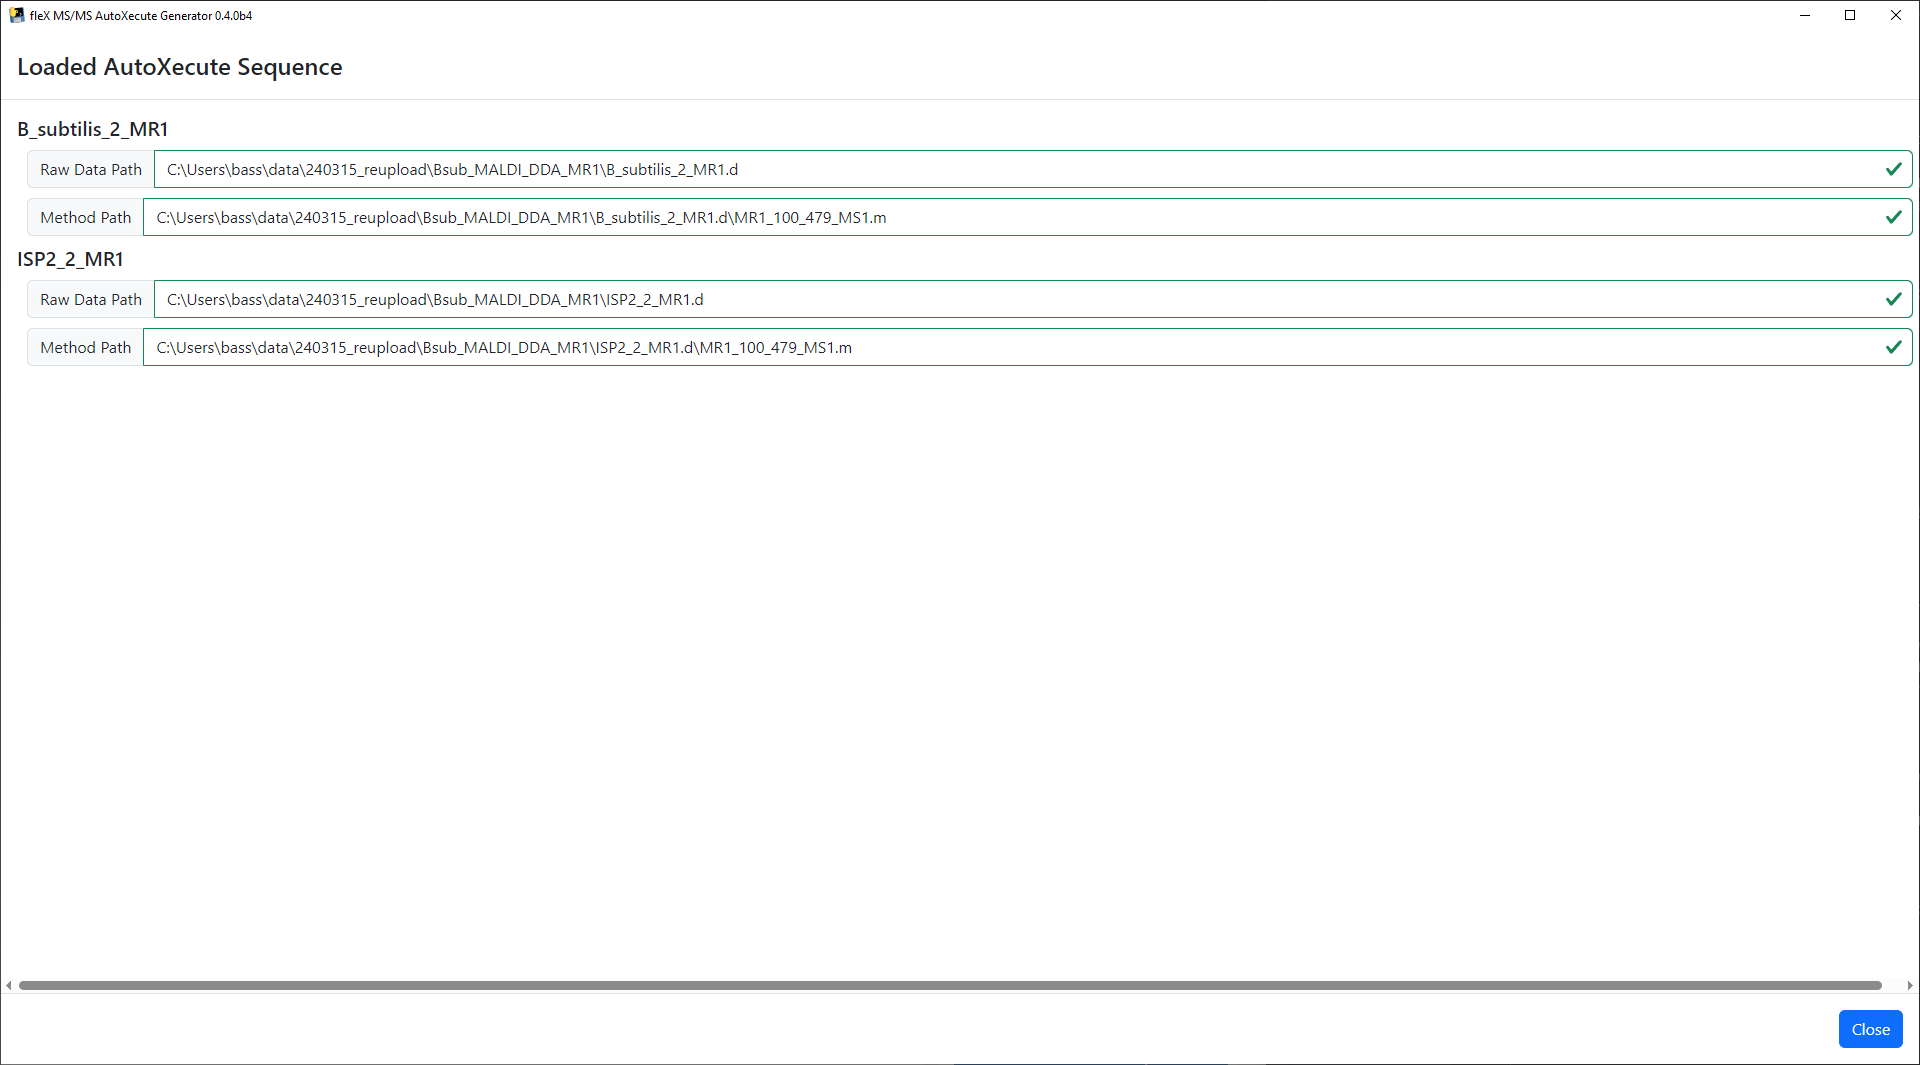 fleX MS/MS AutoXecute Generator 0.4.0b4
Loaded AutoXecute Sequence
B_subtilis_2_MR1
Raw Data Path C:\Users\bass\data\240315_reupload\Bsub_MALDI_DDA_MR1\B_subtilis_2_MR1.d
Method Path C:\Users\bass\data\240315_reupload\Bsub_MALDI_DDA_MR1\B_subtilis_2_MR1.d\MR1_100_479_MS1.m
ISP2_2_MR1
Raw Data Path C:\Users\bass\data\240315_reupload\Bsub_MALDI_DDA_MR1\ISP2_2_MR1.d
Method Path C:\Users\bass\data\240315_reupload\Bsub_MALDI_DDA_MR1\ISP2_2_MR1.d\MR1_100_479_MS1.m
Close